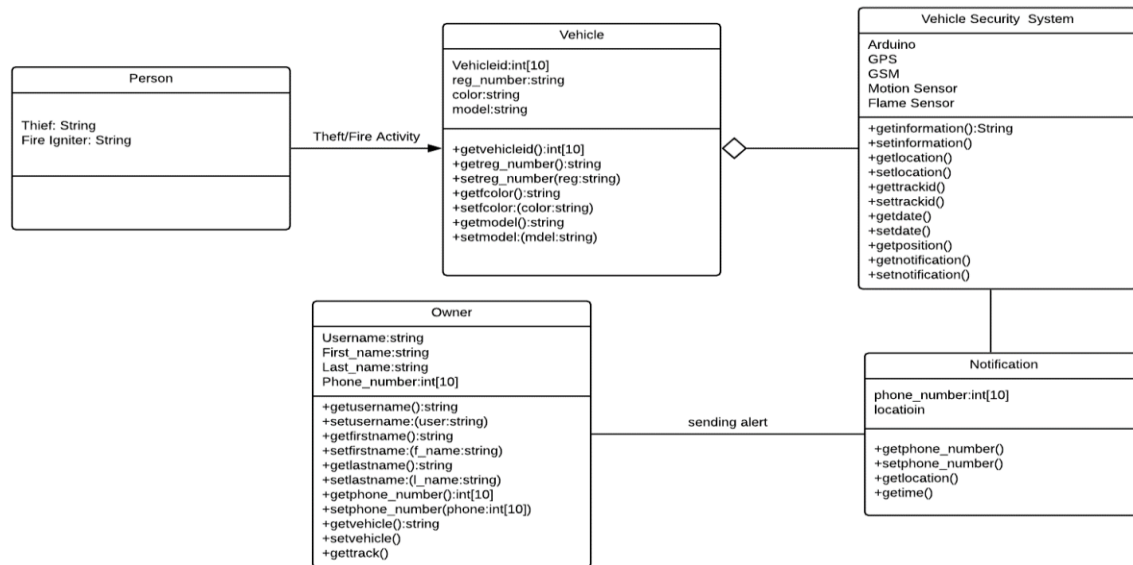 Person
Thief: String
Fire Igniter: String
Theft/Fire Activity
Vehicle
Vehicleid:int[10]
reg_number:string
color:string
model:string
+getvehicleid():int[10]
+getreg_number():string
+setreg_number(reg:string)
+getfcolor():string
+setfcolor:(color:string)
+getmodel():string
+setmodel:(mdel:string)
Vehicle Security System
Arduino
GPS
GSM
Motion Sensor
Flame Sensor
+getinformation():String
+setinformation()
+getlocation()
+setlocation()
+gettrackid()
+settrackid()
+getdate()
+setdate()
+getposition()
+getnotification()
+setnotification()
Owner
Username:string
First_name:string
Last_name:string
Phone_number:int[10]
+getusername():string
+setusername:(user:string)
+getfirstname():string
+setfirstname:(f_name:string)
+getlastname():string
+setlastname:(l_name:string)
+getphone_number():int[10]
+setphone_number(phone:int[10])
+getvehicle():string
+setvehicle()
+gettrack()
sending alert
Notification
phone_number:int[10]
locatioin
+getphone_number()
+setphone_number()
+getlocation()
+getime()